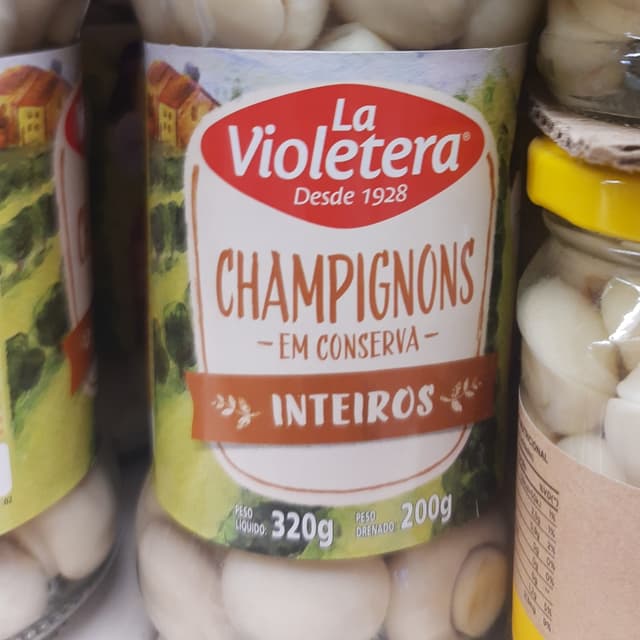 La
Violetera®
Desde 1928
CHAMPIGNONS
- EM CONSERVA -
INTEIROS
PESO
LÍQUIDO: 320g
PESO
DRENADO: 200g